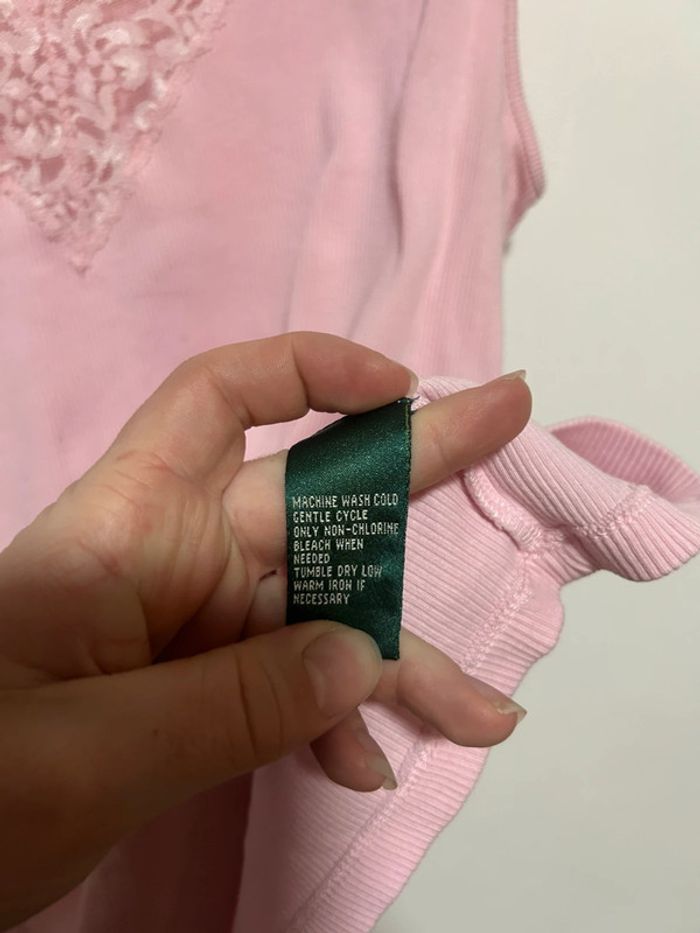 MACHINE WASH COLD
GENTLE CYCLE
ONLY NON-CHLORINE
BLEACH WHEN
NEEDED
TUMBLE DRY LOW
WARM IRON IF
NECESSARY